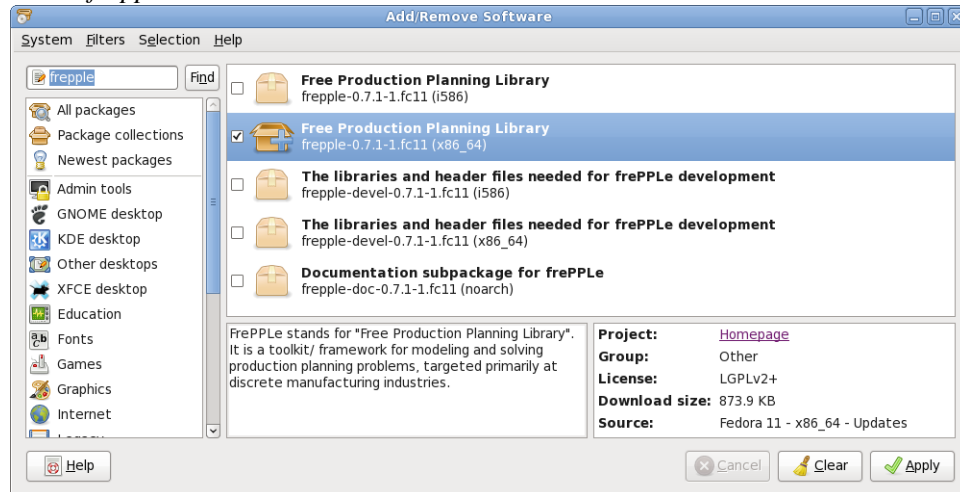 Add/Remove Software
System Filters Selection Help
frepple Find
All packages
Package collections
Newest packages
Admin tools
GNOME desktop
KDE desktop
Other desktops
XFCE desktop
Education
Fonts
Games
Graphics
Internet
Free Production Planning Library
frepple-0.7.1-1.fc11 (i586)
Free Production Planning Library
frepple-0.7.1-1.fc11 (x86_64)
The libraries and header files needed for frePPLe development
frepple-devel-0.7.1-1.fc11 (i586)
The libraries and header files needed for frePPLe development
frepple-devel-0.7.1-1.fc11 (x86_64)
Documentation subpackage for frePPLe
frepple-doc-0.7.1-1.fc11 (noarch)
FrePPLe stands for "Free Production Planning Library".
It is a toolkit/ framework for modeling and solving
production planning problems, targeted primarily at
discrete manufacturing industries.
Project: Homepage
Group: Other
License: LGPLv2+
Download size: 873.9 KB
Source: Fedora 11 - x86_64 - Updates
Help
Cancel
Clear
Apply